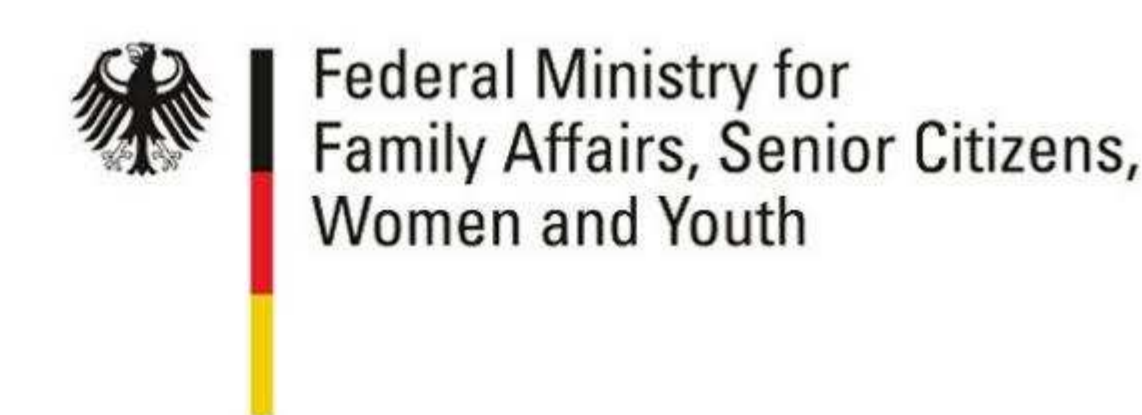 Federal Ministry for
Family Affairs, Senior Citizens,
Women and Youth